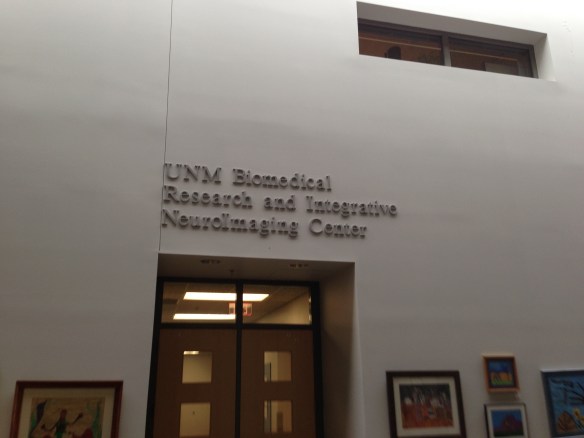 UNM Biomedical
Research and Integrative
NeuroImaging Center